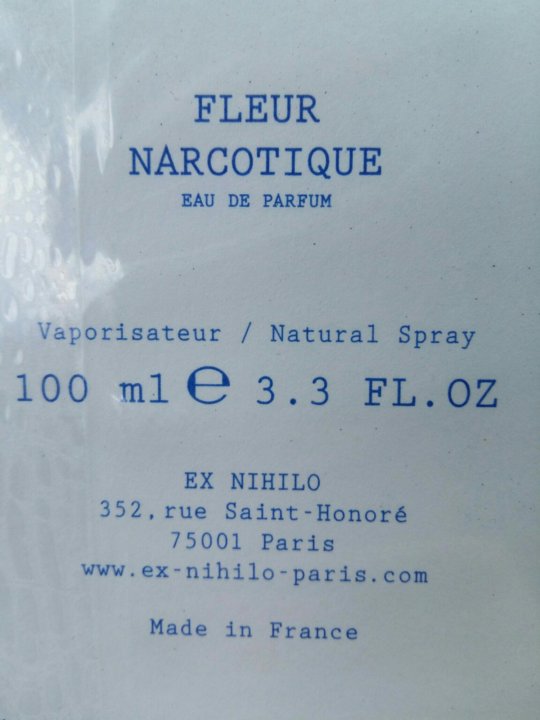 FLEUR
NARCOTIQUE
EAU DE PARFUM
Vaporisateur / Natural Spray
100 ml ℮ 3.3 FL.OZ
EX NIHILO
352, rue Saint-Honoré
75001 Paris
www.ex-nihilo-paris.com
Made in France